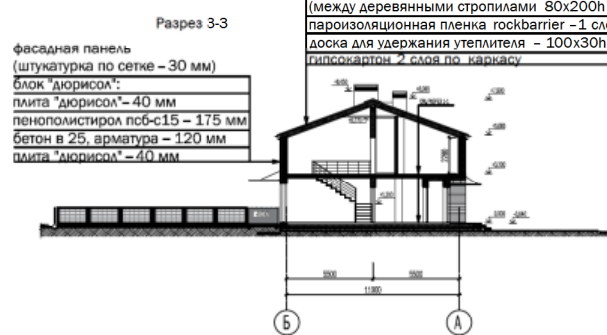 (между деревянными стропилами 80х200h
Разрез 3-3
пароизоляционная пленка rockbarrier – 1 сло
доска для удержания утеплителя – 100х30h
гипсокартон 2 слоя по каркасу
фасадная панель
(штукатурка по сетке – 30 мм)
блок "дюрисол":
плита "дюрисол" – 40 мм
пенополистирол псб-с15 – 175 мм
бетон в 25, арматура – 120 мм
плита "дюрисол" – 40 мм
5500 5500
11000
Б А